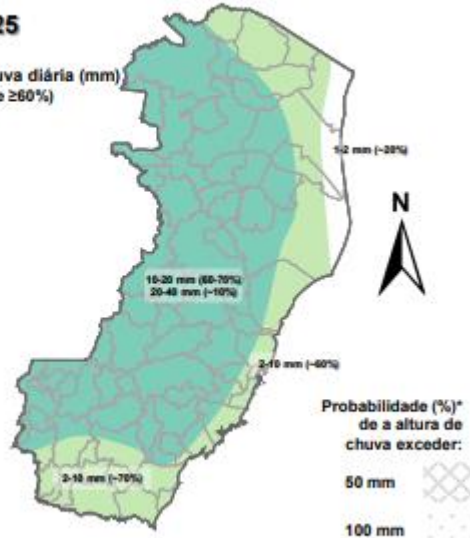 25
uva diária (mm)
e ≥60%)
1-2 mm (~20%)
N
10-20 mm (60-70%)
20-40 mm (~10%)
2-10 mm (~60%)
Probabilidade (%)*
de a altura de
chuva exceder:
2-10 mm (~70%)
50 mm
100 mm